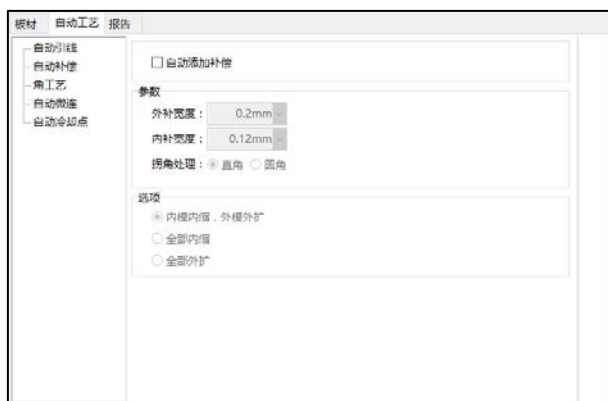 板材 自动工艺 报告
自动引线
自动补偿
角工艺
自动微连
自动冷却点
自动添加补偿
参数
外补宽度： 0.2mm
内补宽度： 0.12mm
拐角处理： 直角 圆角
选项
内模内缩，外模外扩
全部内缩
全部外扩